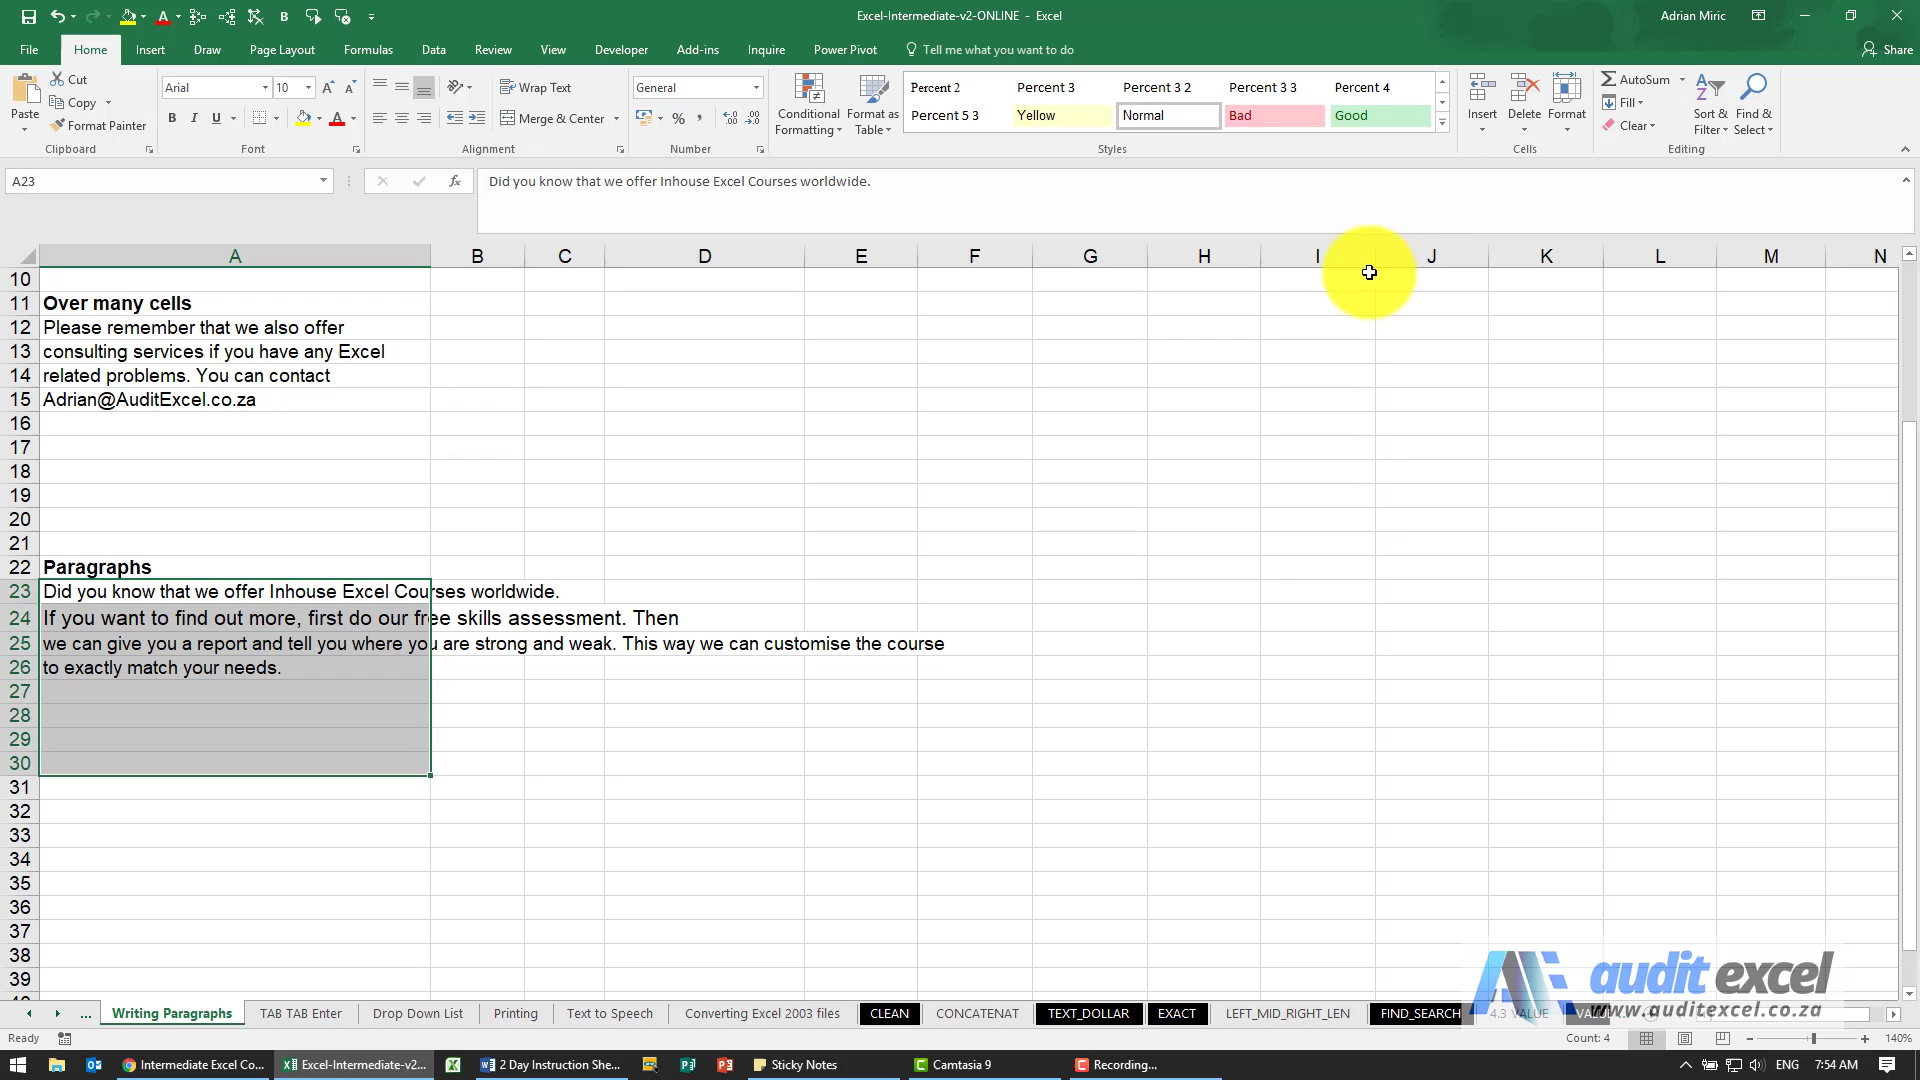 Excel-Intermediate-v2-ONLINE - Excel
Adrian Miric
File Home Insert Draw Page Layout Formulas Data Review View Developer Add-ins Inquire Power Pivot Tell me what you want to do Share
Paste
Cut
Copy
Format Painter
Clipboard
Arial 10
B I U
Font
Wrap Text
Merge & Center
Alignment
General
%
Number
Conditional Formatting
Format as Table
Percent 2 Percent 3 Percent 3 2 Percent 3 3 Percent 4
Percent 5 3 Yellow Normal Bad Good
Styles
Insert Delete Format
Cells
AutoSum
Fill
Clear
Sort & Filter
Find & Select
Editing
A23
fx
Did you know that we offer Inhouse Excel Courses worldwide.
A B C D E F G H I J K L M N
10
11 Over many cells
12 Please remember that we also offer
13 consulting services if you have any Excel
14 related problems. You can contact
15 Adrian@AuditExcel.co.za
16
17
18
19
20
21
22 Paragraphs
23 Did you know that we offer Inhouse Excel Courses worldwide.
24 If you want to find out more, first do our free skills assessment. Then
25 we can give you a report and tell you where you are strong and weak. This way we can customise the course
26 to exactly match your needs.
27
28
29
30
31
32
33
34
35
36
37
38
39
audit excel
www.auditexcel.co.za
... Writing Paragraphs TAB TAB Enter Drop Down List Printing Text to Speech Converting Excel 2003 files CLEAN CONCATENAT TEXT_DOLLAR EXACT LEFT_MID_RIGHT_LEN FIND_SEARCH 4.3 VALUE
Ready
Count: 4
140%
Intermediate Excel Co...
Excel-Intermediate-v2...
2 Day Instruction She...
Sticky Notes
Camtasia 9
Recording...
ENG
7:54 AM